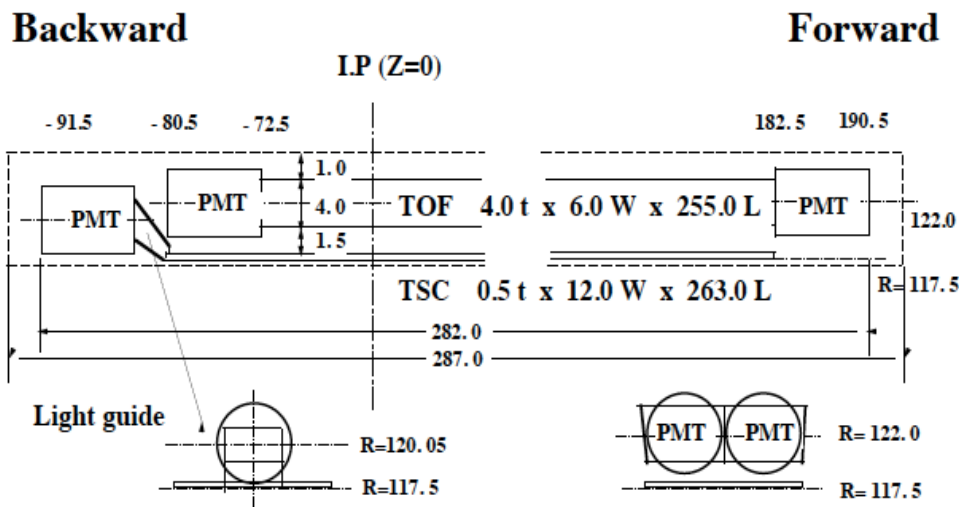 Backward
Forward
I.P (Z=0)
- 91.5 - 80.5 - 72.5 182.5 190.5
1.0
PMT PMT 4.0 TOF 4.0 t x 6.0 W x 255.0 L PMT
122.0
1.5
R= 117.5
TSC 0.5 t x 12.0 W x 263.0 L
282.0
287.0
Light guide
PMT PMT
R= 122.0
R=120.05
R=117.5
R= 117.5